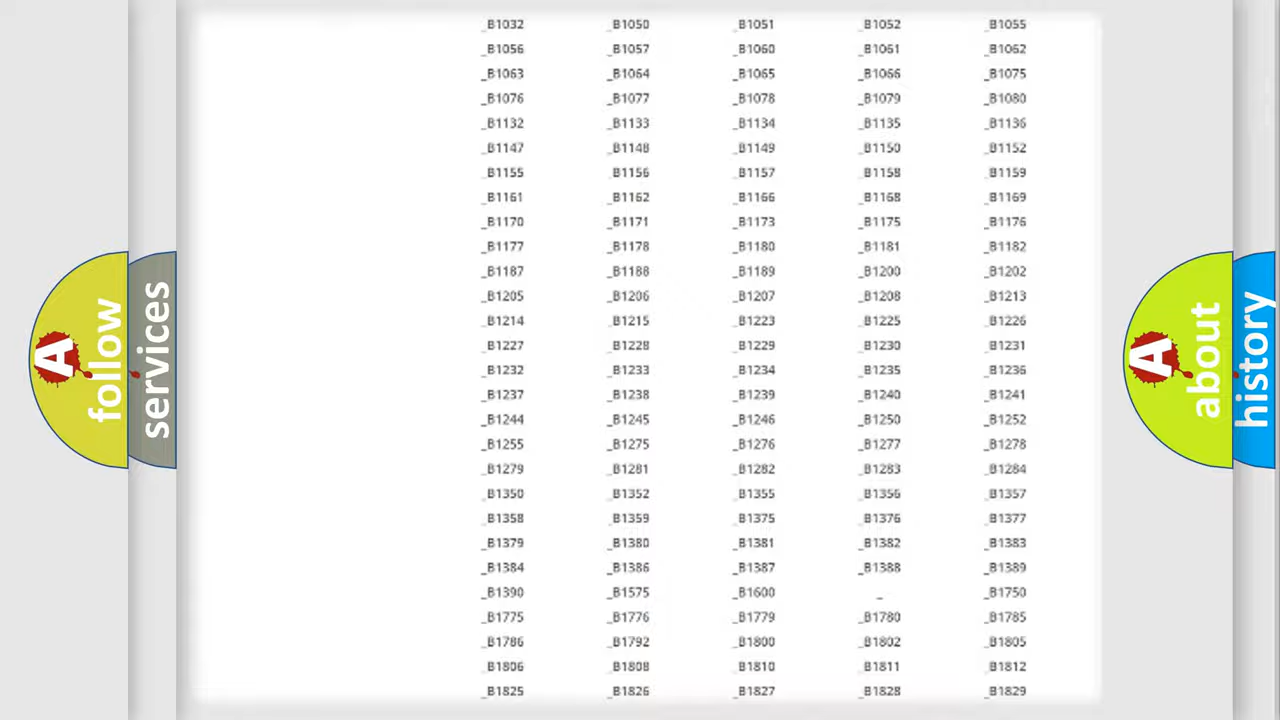 _B1032 _B1050 _B1051 _B1052 _B1055
_B1056 _B1057 _B1060 _B1061 _B1062
_B1063 _B1064 _B1065 _B1066 _B1075
_B1076 _B1077 _B1078 _B1079 _B1080
_B1132 _B1133 _B1134 _B1135 _B1136
_B1147 _B1148 _B1149 _B1150 _B1152
_B1155 _B1156 _B1157 _B1158 _B1159
_B1161 _B1162 _B1166 _B1168 _B1169
_B1170 _B1171 _B1173 _B1175 _B1176
_B1177 _B1178 _B1180 _B1181 _B1182
_B1187 _B1188 _B1189 _B1200 _B1202
_B1205 _B1206 _B1207 _B1208 _B1213
_B1214 _B1215 _B1223 _B1225 _B1226
_B1227 _B1228 _B1229 _B1230 _B1231
_B1232 _B1233 _B1234 _B1235 _B1236
_B1237 _B1238 _B1239 _B1240 _B1241
_B1244 _B1245 _B1246 _B1250 _B1252
_B1255 _B1275 _B1276 _B1277 _B1278
_B1279 _B1281 _B1282 _B1283 _B1284
_B1350 _B1352 _B1355 _B1356 _B1357
_B1358 _B1359 _B1375 _B1376 _B1377
_B1379 _B1380 _B1381 _B1382 _B1383
_B1384 _B1386 _B1387 _B1388 _B1389
_B1390 _B1575 _B1600 _ _B1750
_B1775 _B1776 _B1779 _B1780 _B1785
_B1786 _B1792 _B1800 _B1802 _B1805
_B1806 _B1808 _B1810 _B1811 _B1812
_B1825 _B1826 _B1827 _B1828 _B1829
A
follow
services
A
about
history